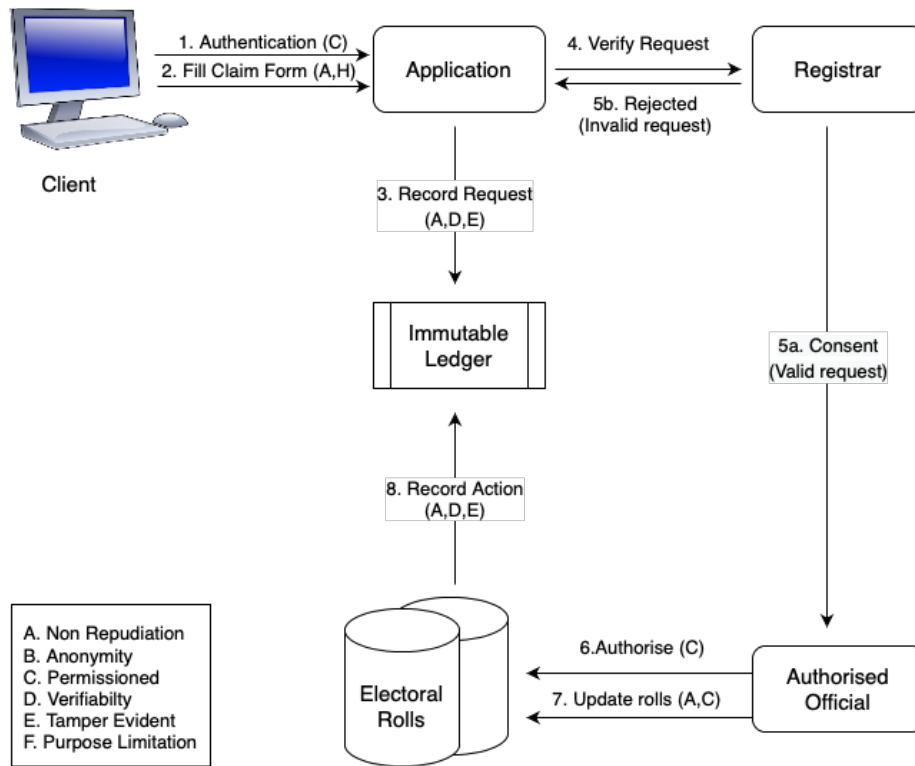 1. Authentication (C)
2. Fill Claim Form (A,H)
Application
4. Verify Request
5b. Rejected
(Invalid request)
Registrar
Client
3. Record Request
(A,D,E)
Immutable
Ledger
5a. Consent
(Valid request)
8. Record Action
(A,D,E)
A. Non Repudiation
B. Anonymity
C. Permissioned
D. Verifiabilty
E. Tamper Evident
F. Purpose Limitation
Electoral
Rolls
6.Authorise (C)
7. Update rolls (A,C)
Authorised
Official